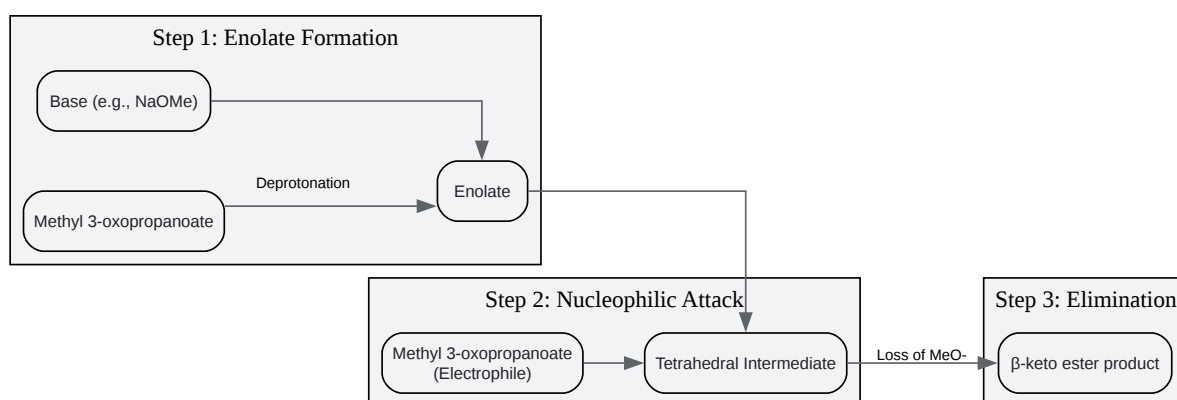 Step 1: Enolate Formation
Base (e.g., NaOMe)
Deprotonation
Enolate
Methyl 3-oxopropanoate
Step 2: Nucleophilic Attack
Methyl 3-oxopropanoate
(Electrophile)
Tetrahedral Intermediate
Loss of MeO-
Step 3: Elimination
β-keto ester product